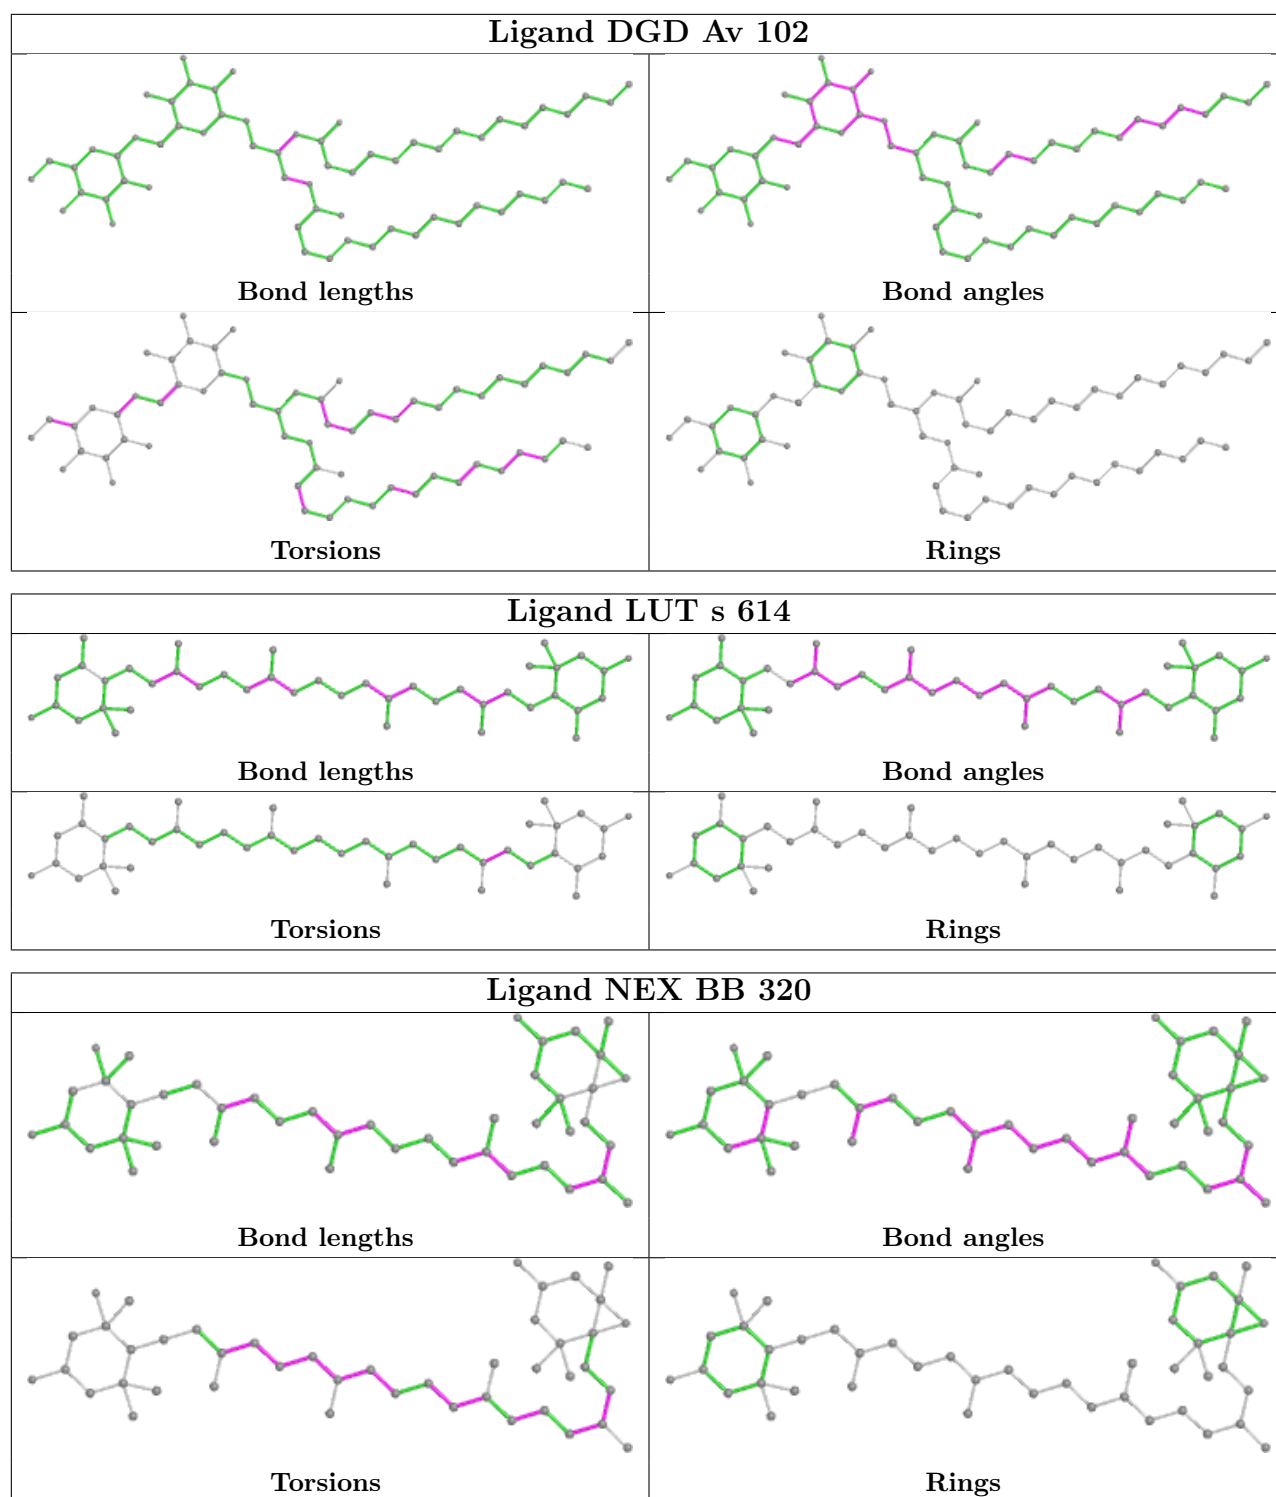 Ligand DGD Av 102
Bond lengths
Bond angles
Torsions
Rings
Ligand LUT s 614
Bond lengths
Bond angles
Torsions
Rings
Ligand NEX BB 320
Bond lengths
Bond angles
Torsions
Rings